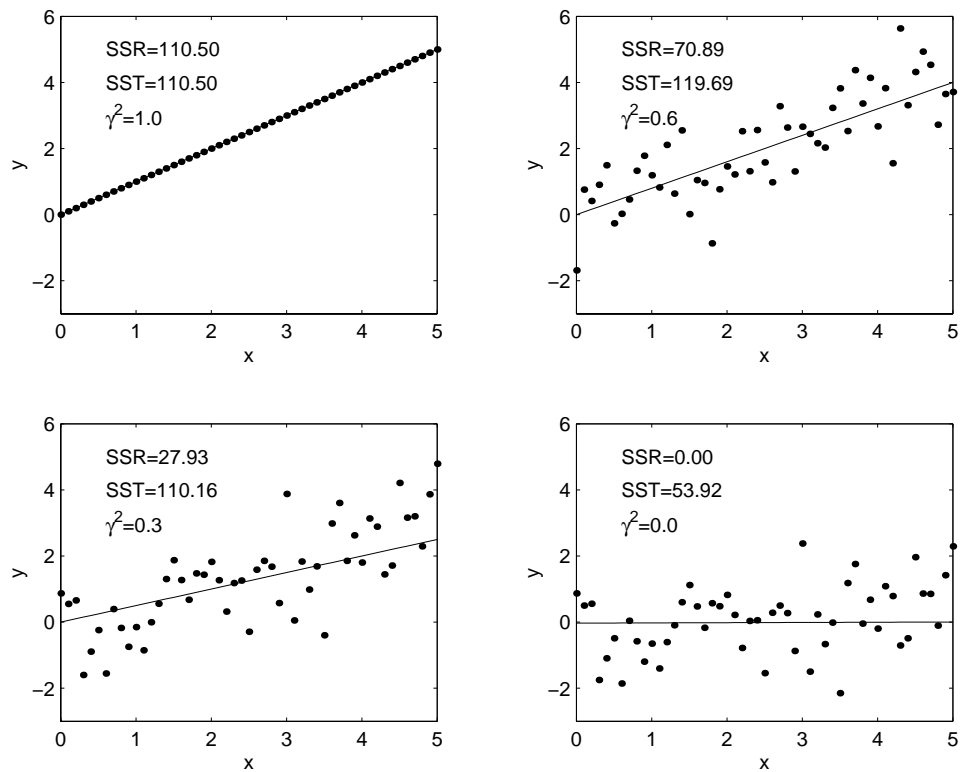 6
4
2
0
−2
y
SSR=110.50
SST=110.50
γ²=1.0
0 1 2 3 4 5
x
6
4
2
0
−2
y
SSR=70.89
SST=119.69
γ²=0.6
0 1 2 3 4 5
x
6
4
2
0
−2
y
SSR=27.93
SST=110.16
γ²=0.3
0 1 2 3 4 5
x
6
4
2
0
−2
y
SSR=0.00
SST=53.92
γ²=0.0
0 1 2 3 4 5
x